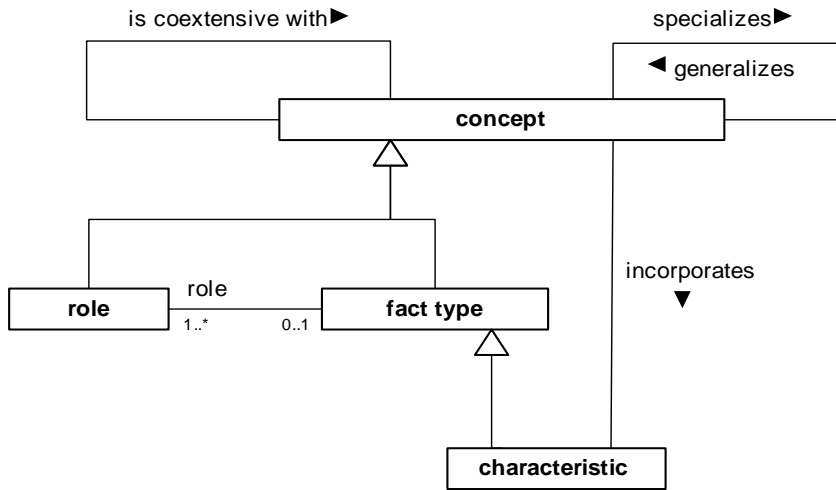 is coextensive with►
specializes►
◄ generalizes
concept
incorporates
▼
role
role
fact type
1..*
0..1
characteristic